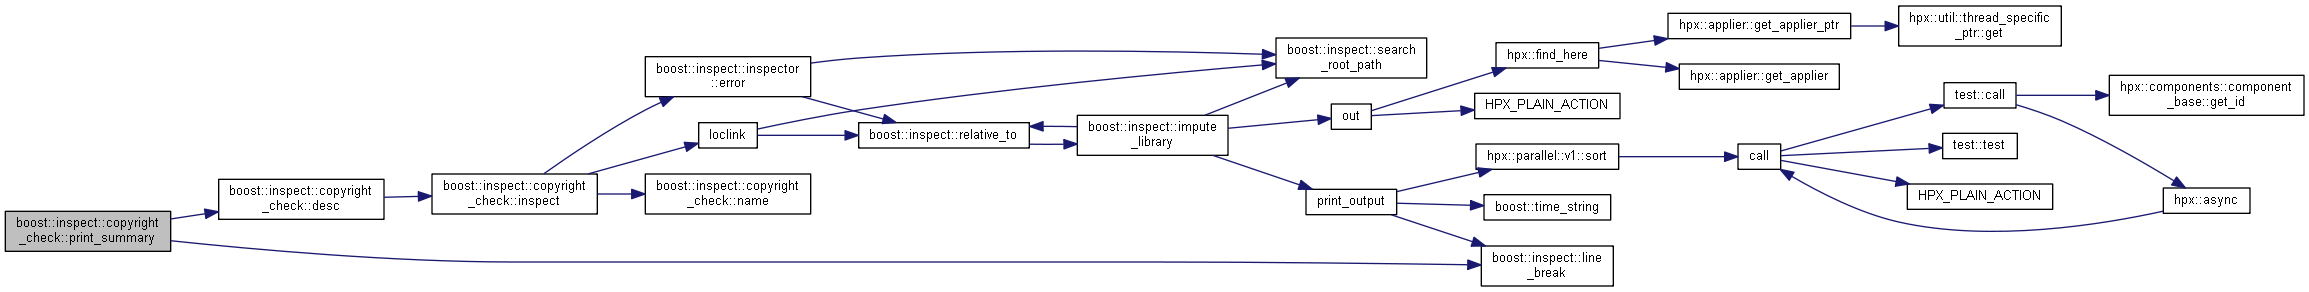 boost::inspect::copyright
_check::print_summary
boost::inspect::copyright
_check::desc
boost::inspect::copyright
_check::inspect
boost::inspect::inspector
::error
loclink
boost::inspect::copyright
_check::name
boost::inspect::relative_to
boost::inspect::impute
_library
boost::inspect::search
_root_path
out
print_output
hpx::find_here
HPX_PLAIN_ACTION
hpx::parallel::v1::sort
boost::time_string
boost::inspect::line
_break
hpx::applier::get_applier_ptr
hpx::applier::get_applier
hpx::util::thread_specific
_ptr::get
call
test::call
test::test
HPX_PLAIN_ACTION
hpx::components::component
_base::get_id
hpx::async